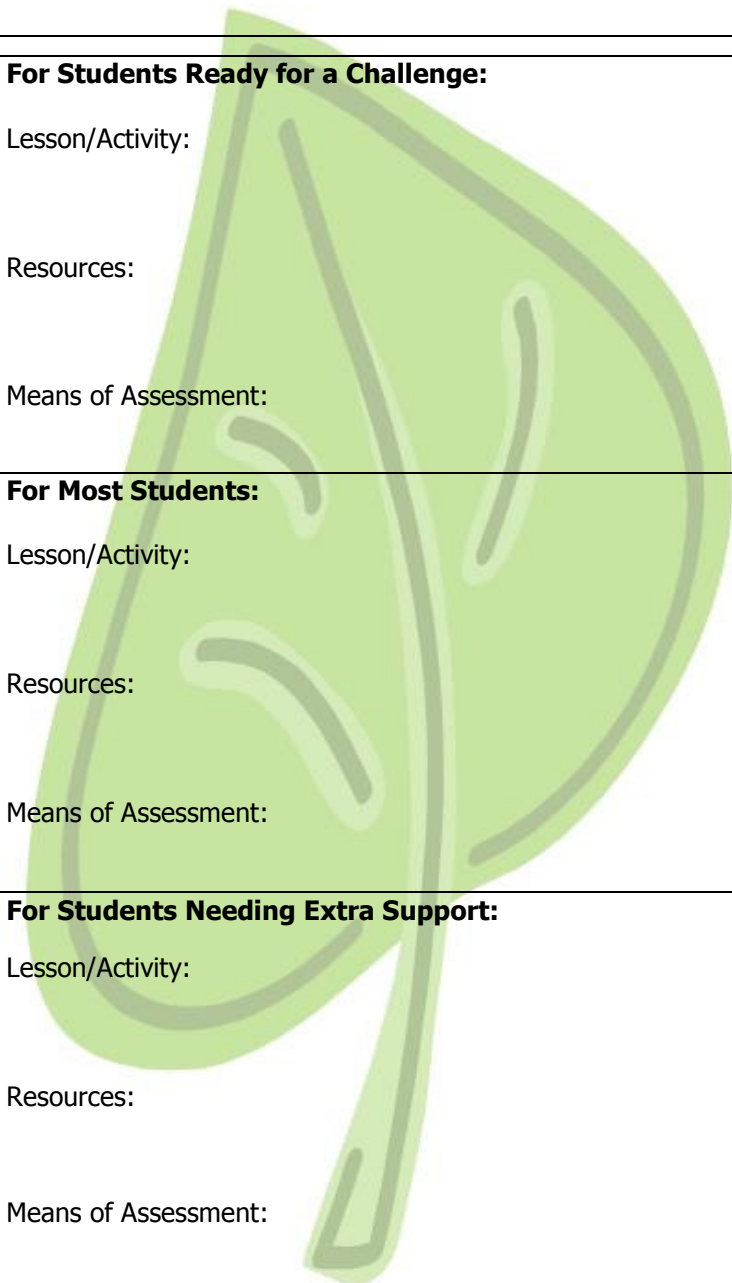 For Students Ready for a Challenge:
Lesson/Activity:
Resources:
Means of Assessment:
For Most Students:
Lesson/Activity:
Resources:
Means of Assessment:
For Students Needing Extra Support:
Lesson/Activity:
Resources:
Means of Assessment: